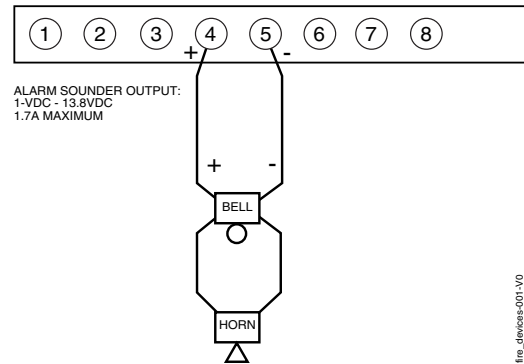 1 2 3 4 5 6 7 8
+ -
ALARM SOUNDER OUTPUT:
1-VDC - 13.8VDC
1.7A MAXIMUM
+ -
BELL
HORN
fire_devices-001-V0